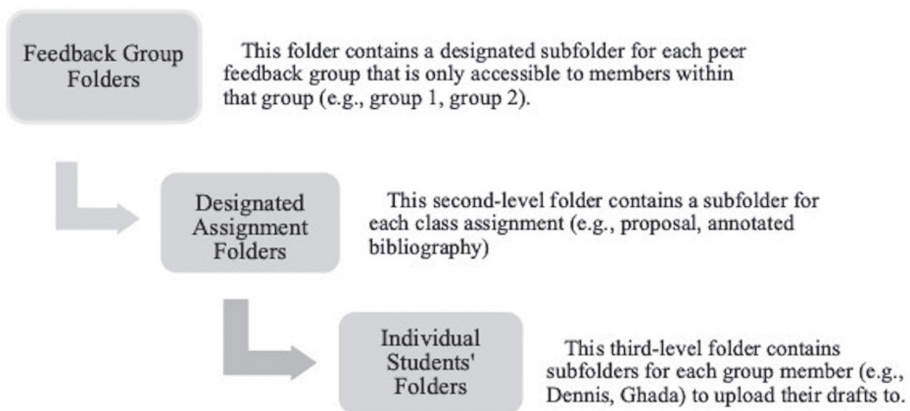 Feedback Group
Folders
This folder contains a designated subfolder for each peer
feedback group that is only accessible to members within
that group (e.g., group 1, group 2).
Designated
Assignment
Folders
This second-level folder contains a subfolder for
each class assignment (e.g., proposal, annotated
bibliography)
Individual
Students'
Folders
This third-level folder contains
subfolders for each group member (e.g.,
Dennis, Ghada) to upload their drafts to.